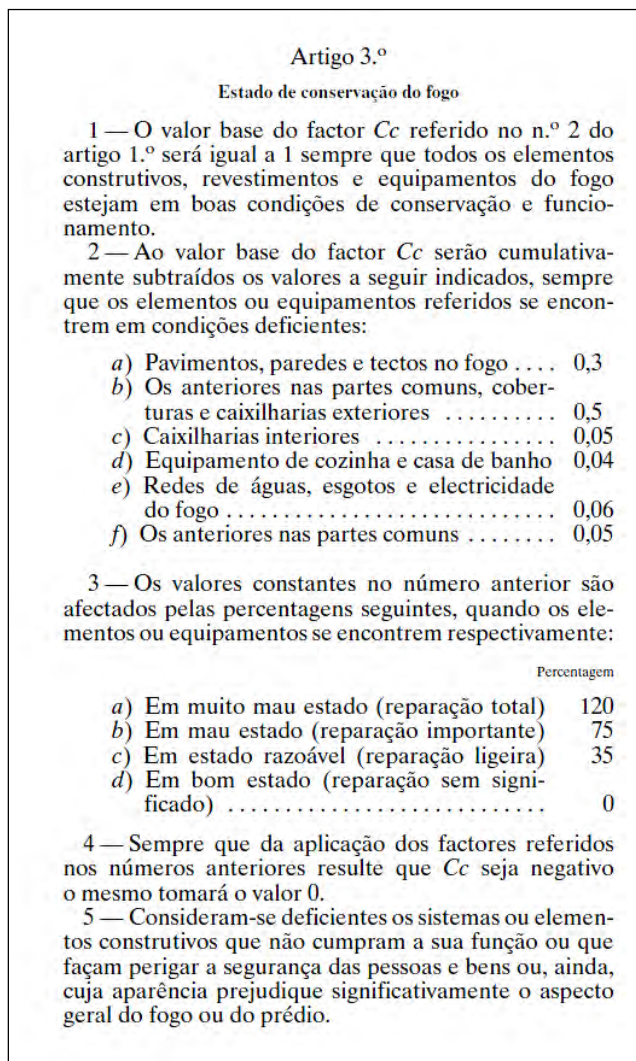 Artigo 3.º
Estado de conservação do fogo
1 — O valor base do factor Cc referido no n.º 2 do
artigo 1.º será igual a 1 sempre que todos os elementos
construtivos, revestimentos e equipamentos do fogo
estejam em boas condições de conservação e funcio-
namento.
2 — Ao valor base do factor Cc serão cumulativa-
mente subtraídos os valores a seguir indicados, sempre
que os elementos ou equipamentos referidos se encon-
trem em condições deficientes:
a) Pavimentos, paredes e tectos no fogo .... 0,3
b) Os anteriores nas partes comuns, cober-
turas e caixilharias exteriores .......... 0,5
c) Caixilharias interiores ................ 0,05
d) Equipamento de cozinha e casa de banho 0,04
e) Redes de águas, esgotos e electricidade
do fogo ............................. 0,06
f) Os anteriores nas partes comuns ........ 0,05
3 — Os valores constantes no número anterior são
afectados pelas percentagens seguintes, quando os ele-
mentos ou equipamentos se encontrem respectivamente:
Percentagem
a) Em muito mau estado (reparação total) 120
b) Em mau estado (reparação importante) 75
c) Em estado razoável (reparação ligeira) 35
d) Em bom estado (reparação sem signi-
ficado) ............................ 0
4 — Sempre que da aplicação dos factores referidos
nos números anteriores resulte que Cc seja negativo
o mesmo tomará o valor 0.
5 — Consideram-se deficientes os sistemas ou elemen-
tos construtivos que não cumpram a sua função ou que
façam perigar a segurança das pessoas e bens ou, ainda,
cuja aparência prejudique significativamente o aspecto
geral do fogo ou do prédio.